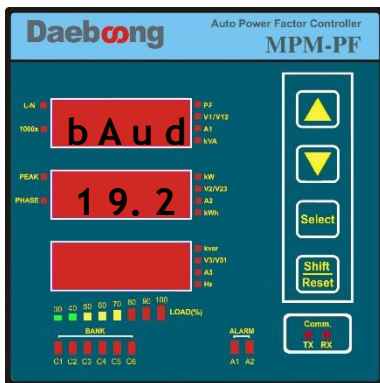 Daeboong
Auto Power Factor Controller
MPM-PF
L-N
1000x
bAud
PF
V1/V12
A1
kVA
PEAK
PHASE
19.2
kW
V2/V23
A2
kWh
kvar
V3/V31
A3
Hz
30 40 50 60 70 80 90 100 LOAD(%)
BANK
C1 C2 C3 C4 C5 C6
ALARM
A1 A2
Select
Shift
Reset
Comm.
TX RX